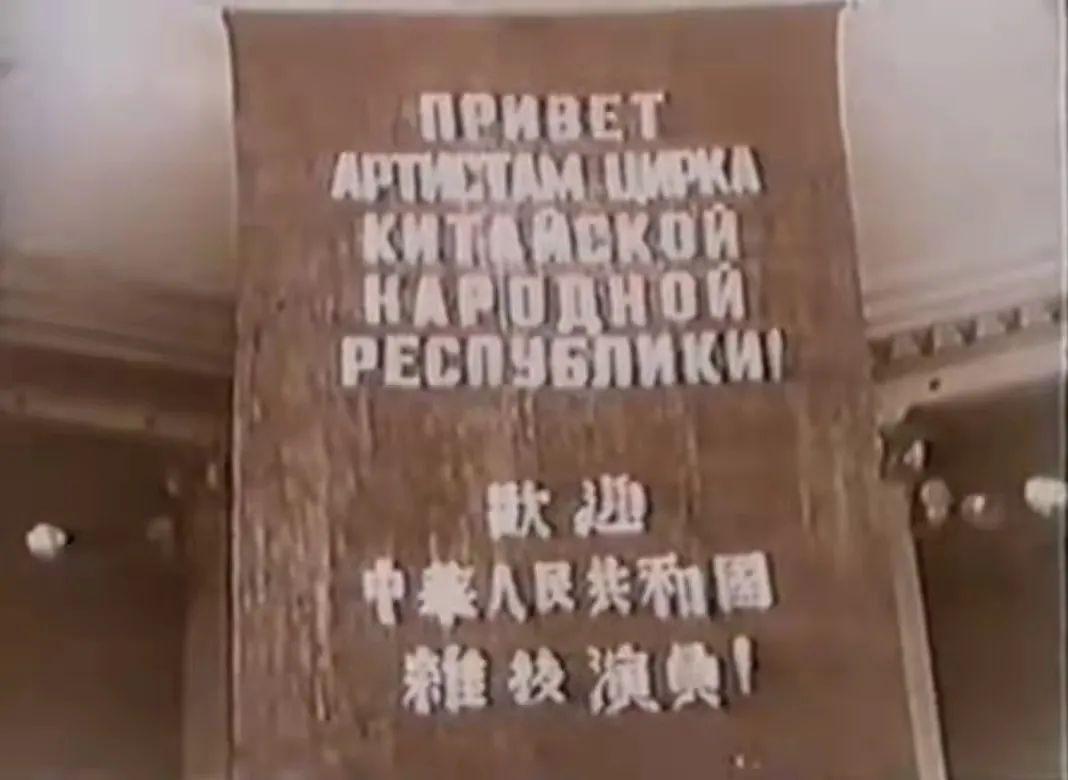 ПРИВЕТ
АРТИСТАМ ЦИРКА
КИТАЙСКОЙ
НАРОДНОЙ
РЕСПУБЛИКИ!
歡迎
中華人民共和國
雜技演員!